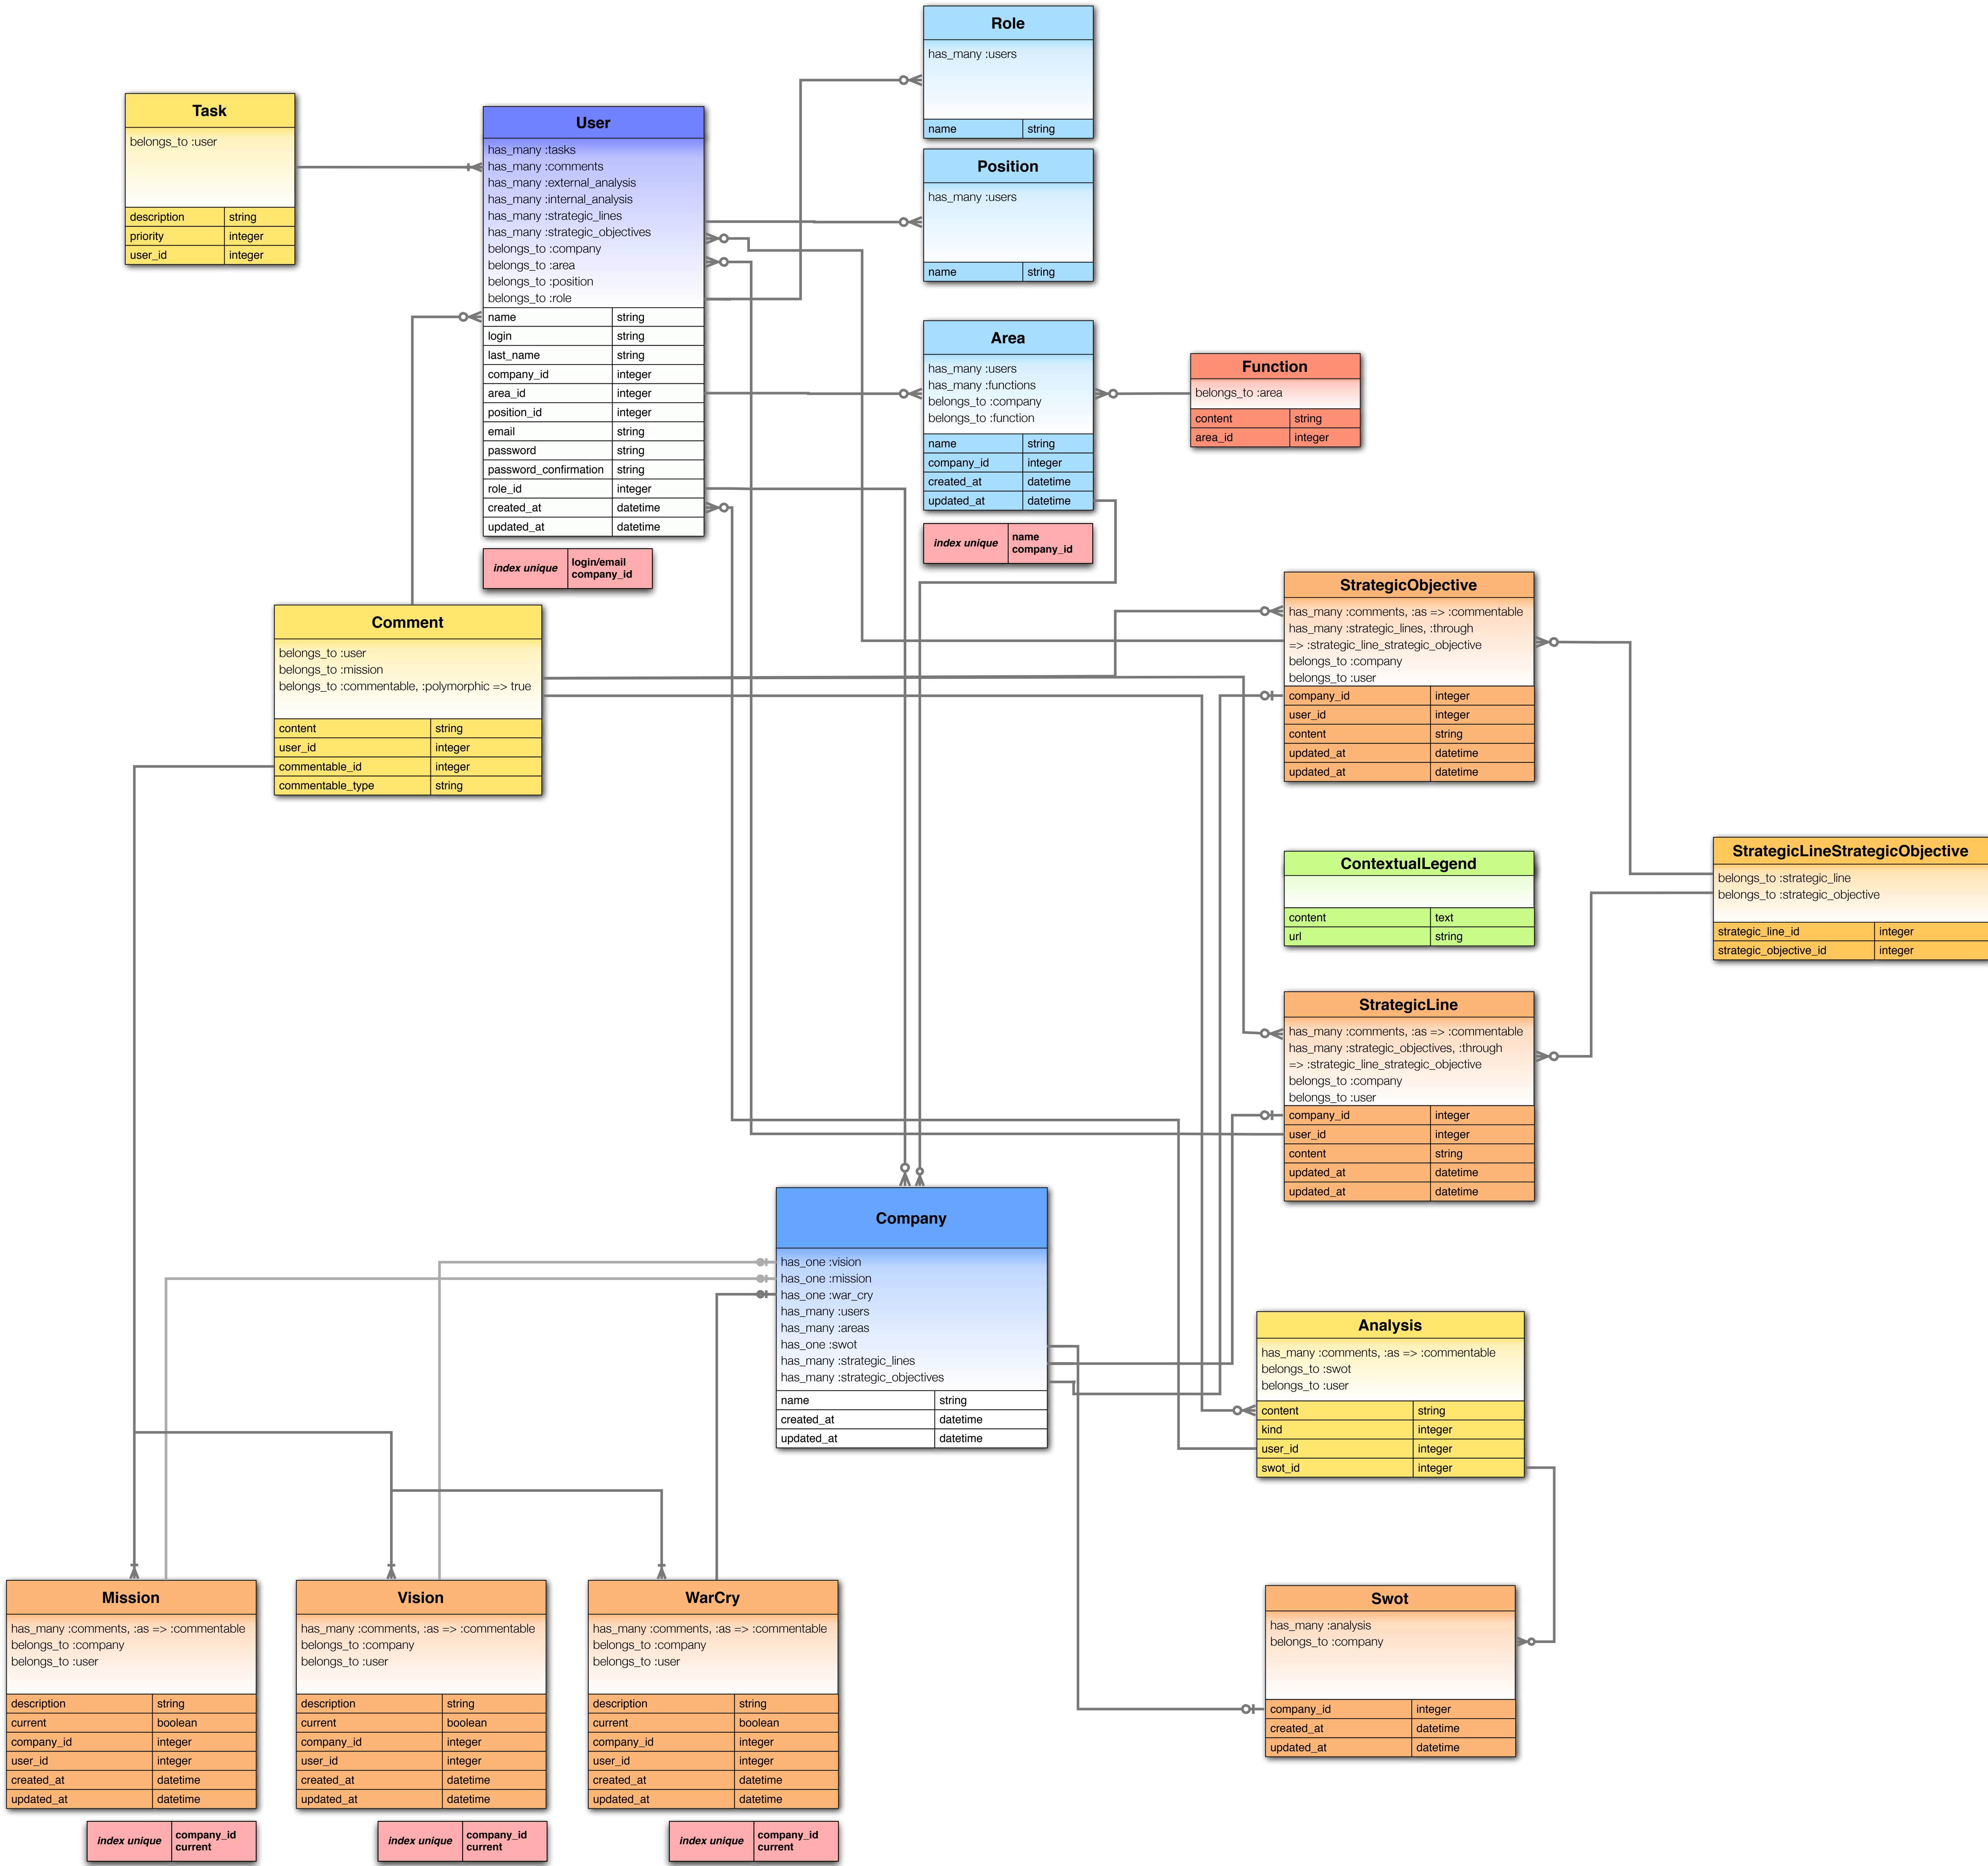 Role
has_many :users
name string
Task
belongs_to :user
description string
priority integer
user_id integer
User
has_many :tasks
has_many :comments
has_many :external_analysis
has_many :internal_analysis
has_many :strategic_lines
has_many :strategic_objectives
belongs_to :company
belongs_to :area
belongs_to :position
belongs_to :role
name string
login string
last_name string
company_id integer
area_id integer
position_id integer
email string
password string
password_confirmation string
role_id integer
created_at datetime
updated_at datetime
index unique
login/email
company_id
Position
has_many :users
name string
Area
has_many :users
has_many :functions
belongs_to :company
belongs_to :function
name string
company_id integer
created_at datetime
updated_at datetime
index unique
name
company_id
Function
belongs_to :area
content string
area_id integer
Comment
belongs_to :user
belongs_to :mission
belongs_to :commentable, :polymorphic => true
content string
user_id integer
commentable_id integer
commentable_type string
StrategicObjective
has_many :comments, :as => :commentable
has_many :strategic_lines, :through
=> :strategic_line_strategic_objective
belongs_to :company
belongs_to :user
company_id integer
user_id integer
content string
updated_at datetime
updated_at datetime
ContextualLegend
content text
url string
StrategicLineStrategicObjective
belongs_to :strategic_line
belongs_to :strategic_objective
strategic_line_id integer
strategic_objective_id integer
StrategicLine
has_many :comments, :as => :commentable
has_many :strategic_objectives, :through
=> :strategic_line_strategic_objective
belongs_to :company
belongs_to :user
company_id integer
user_id integer
content string
updated_at datetime
updated_at datetime
Company
has_one :vision
has_one :mission
has_one :war_cry
has_many :users
has_many :areas
has_one :swot
has_many :strategic_lines
has_many :strategic_objectives
name string
created_at datetime
updated_at datetime
Analysis
has_many :comments, :as => :commentable
belongs_to :swot
belongs_to :user
content string
kind integer
user_id integer
swot_id integer
Mission
has_many :comments, :as => :commentable
belongs_to :company
belongs_to :user
description string
current boolean
company_id integer
user_id integer
created_at datetime
updated_at datetime
index unique
company_id
current
Vision
has_many :comments, :as => :commentable
belongs_to :company
belongs_to :user
description string
current boolean
company_id integer
user_id integer
created_at datetime
updated_at datetime
index unique
company_id
current
WarCry
has_many :comments, :as => :commentable
belongs_to :company
belongs_to :user
description string
current boolean
company_id integer
user_id integer
created_at datetime
updated_at datetime
index unique
company_id
current
Swot
has_many :analysis
belongs_to :company
company_id integer
created_at datetime
updated_at datetime